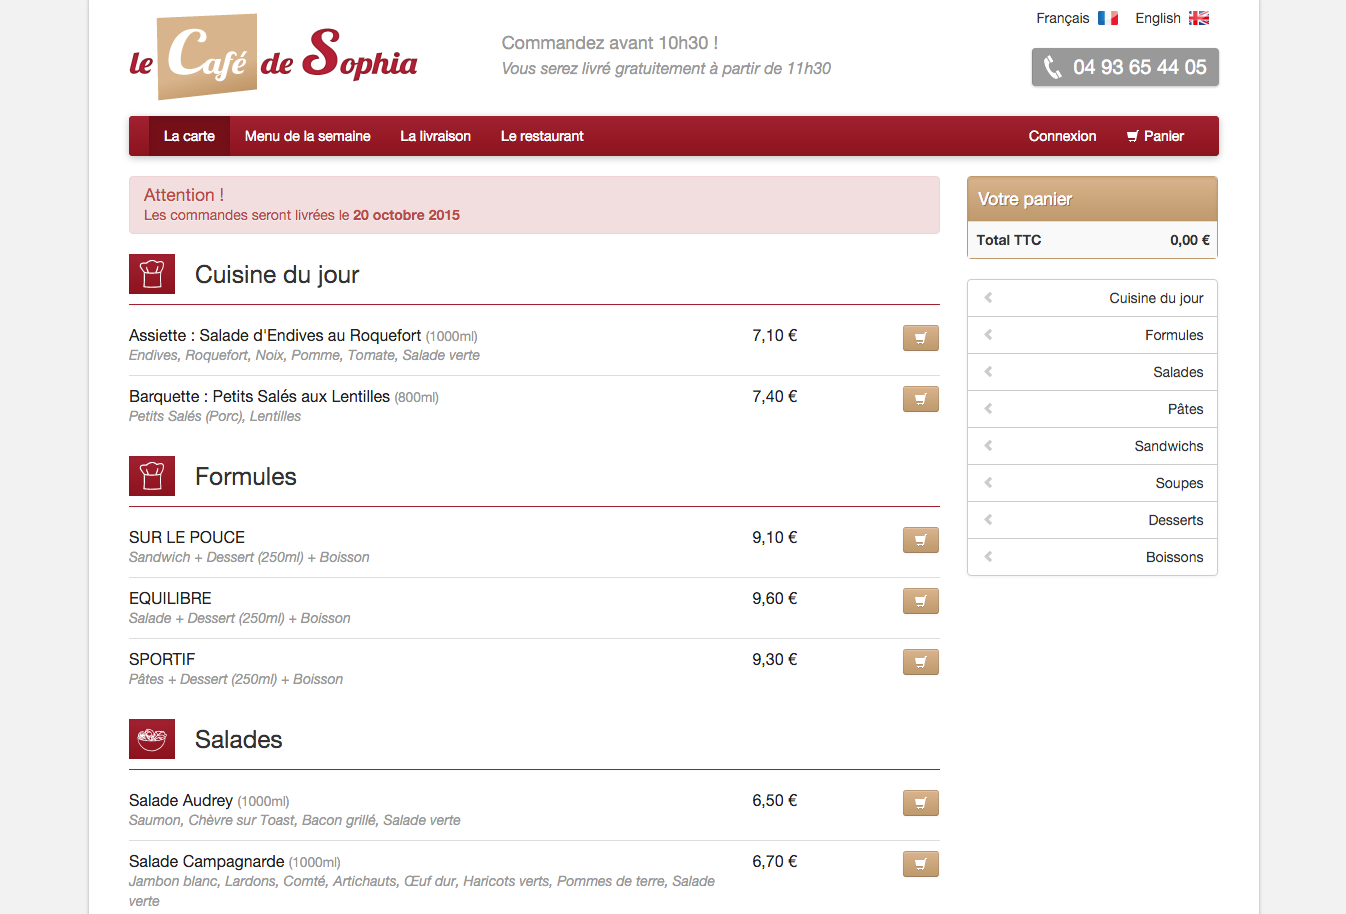 le Café de Sophia
Commandez avant 10h30 !
Vous serez livré gratuitement à partir de 11h30
Français
English
04 93 65 44 05
La carte
Menu de la semaine
La livraison
Le restaurant
Connexion
Panier
Attention !
Les commandes seront livrées le 20 octobre 2015
Cuisine du jour
Assiette : Salade d'Endives au Roquefort (1000ml) 7,10 €
Endives, Roquefort, Noix, Pomme, Tomate, Salade verte
Barquette : Petits Salés aux Lentilles (800ml) 7,40 €
Petits Salés (Porc), Lentilles
Formules
SUR LE POUCE 9,10 €
Sandwich + Dessert (250ml) + Boisson
EQUILIBRE 9,60 €
Salade + Dessert (250ml) + Boisson
SPORTIF 9,30 €
Pâtes + Dessert (250ml) + Boisson
Salades
Salade Audrey (1000ml) 6,50 €
Saumon, Chèvre sur Toast, Bacon grillé, Salade verte
Salade Campagnarde (1000ml) 6,70 €
Jambon blanc, Lardons, Comté, Artichauts, Œuf dur, Haricots verts, Pommes de terre, Salade
verte
Votre panier
Total TTC 0,00 €
Cuisine du jour
Formules
Salades
Pâtes
Sandwichs
Soupes
Desserts
Boissons